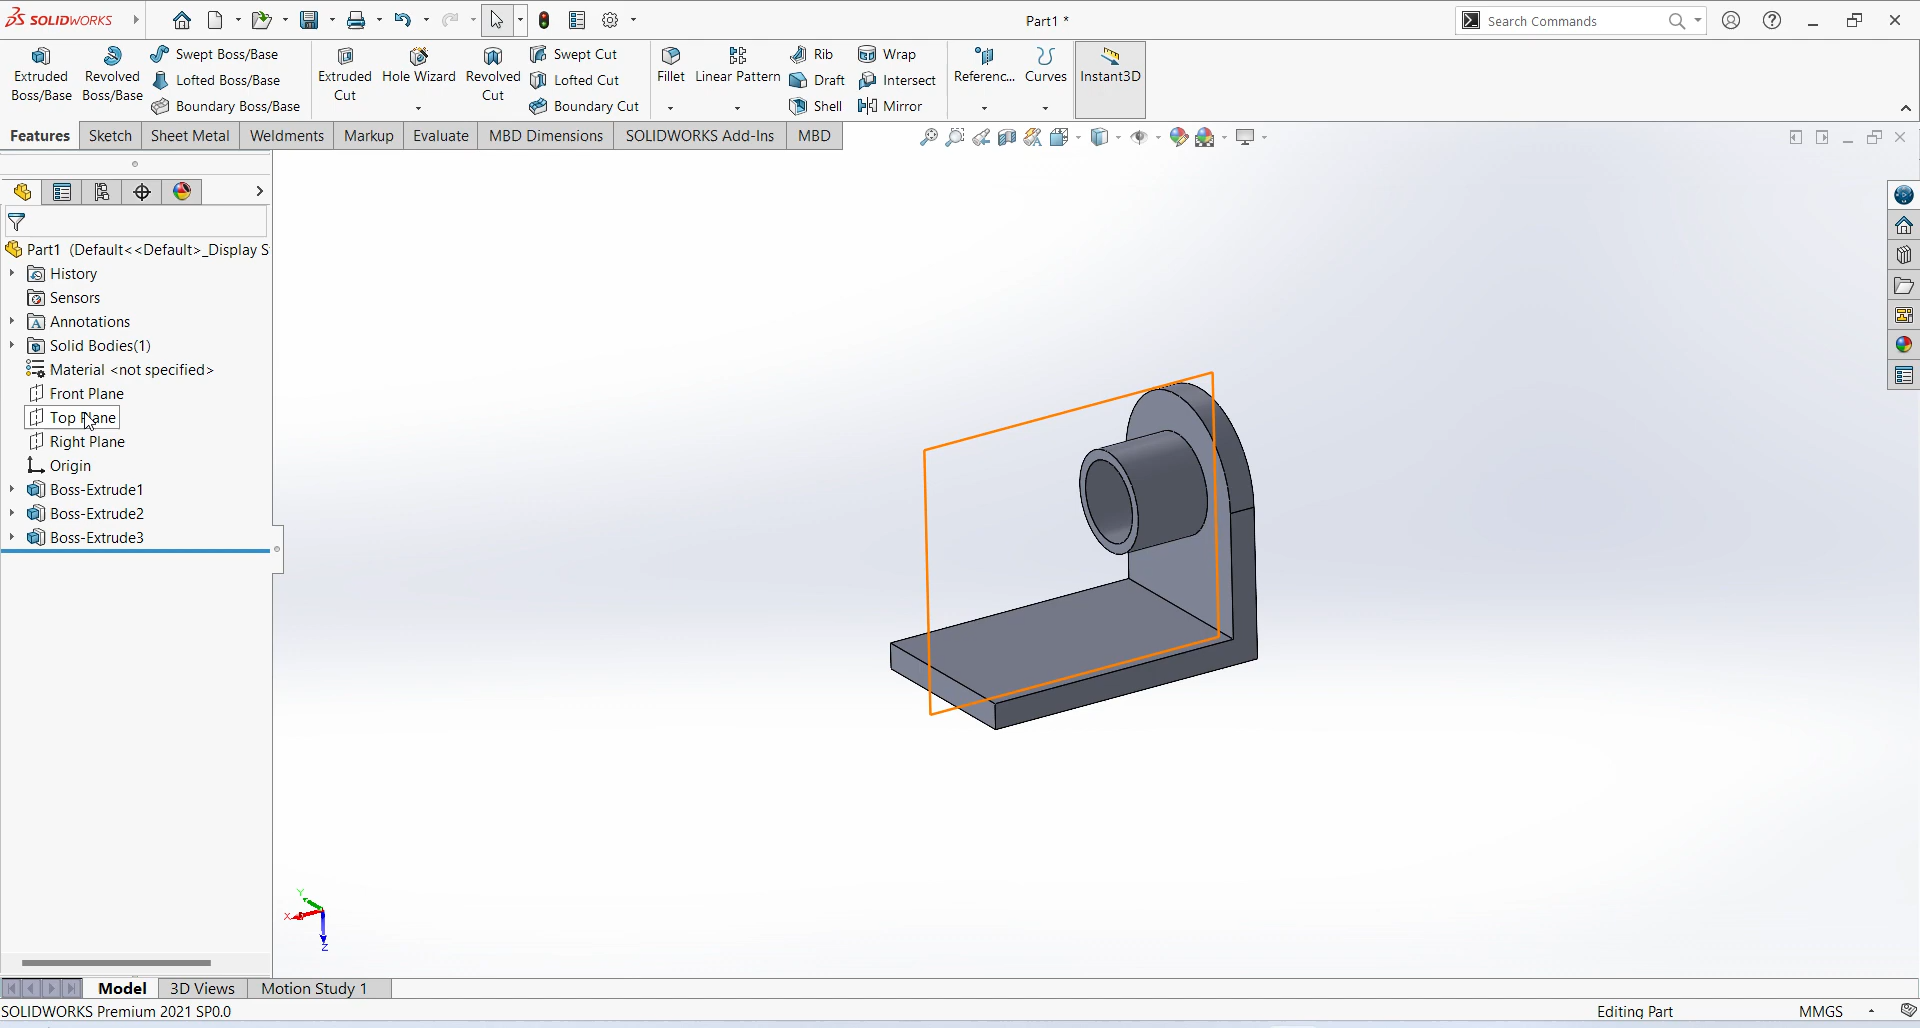 SOLIDWORKS
Part1 *
Search Commands
Extruded Boss/Base
Revolved Boss/Base
Swept Boss/Base
Lofted Boss/Base
Boundary Boss/Base
Extruded Cut
Hole Wizard
Revolved Cut
Swept Cut
Lofted Cut
Boundary Cut
Fillet
Linear Pattern
Rib
Draft
Shell
Wrap
Intersect
Mirror
Referenc...
Curves
Instant3D
Features
Sketch
Sheet Metal
Weldments
Markup
Evaluate
MBD Dimensions
SOLIDWORKS Add-Ins
MBD
Part1 (Default<<Default>_Display S
History
Sensors
Annotations
Solid Bodies(1)
Material <not specified>
Front Plane
Top Plane
Right Plane
Origin
Boss-Extrude1
Boss-Extrude2
Boss-Extrude3
Y
X
Z
Model
3D Views
Motion Study 1
SOLIDWORKS Premium 2021 SP0.0
Editing Part
MMGS